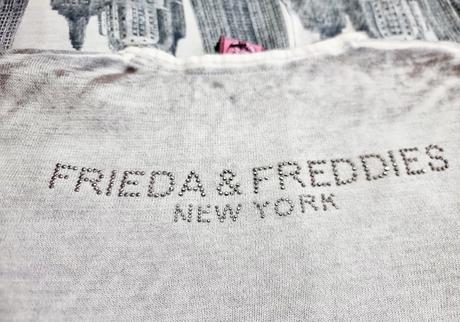 FRIEDA & FREDDIES
NEW YORK